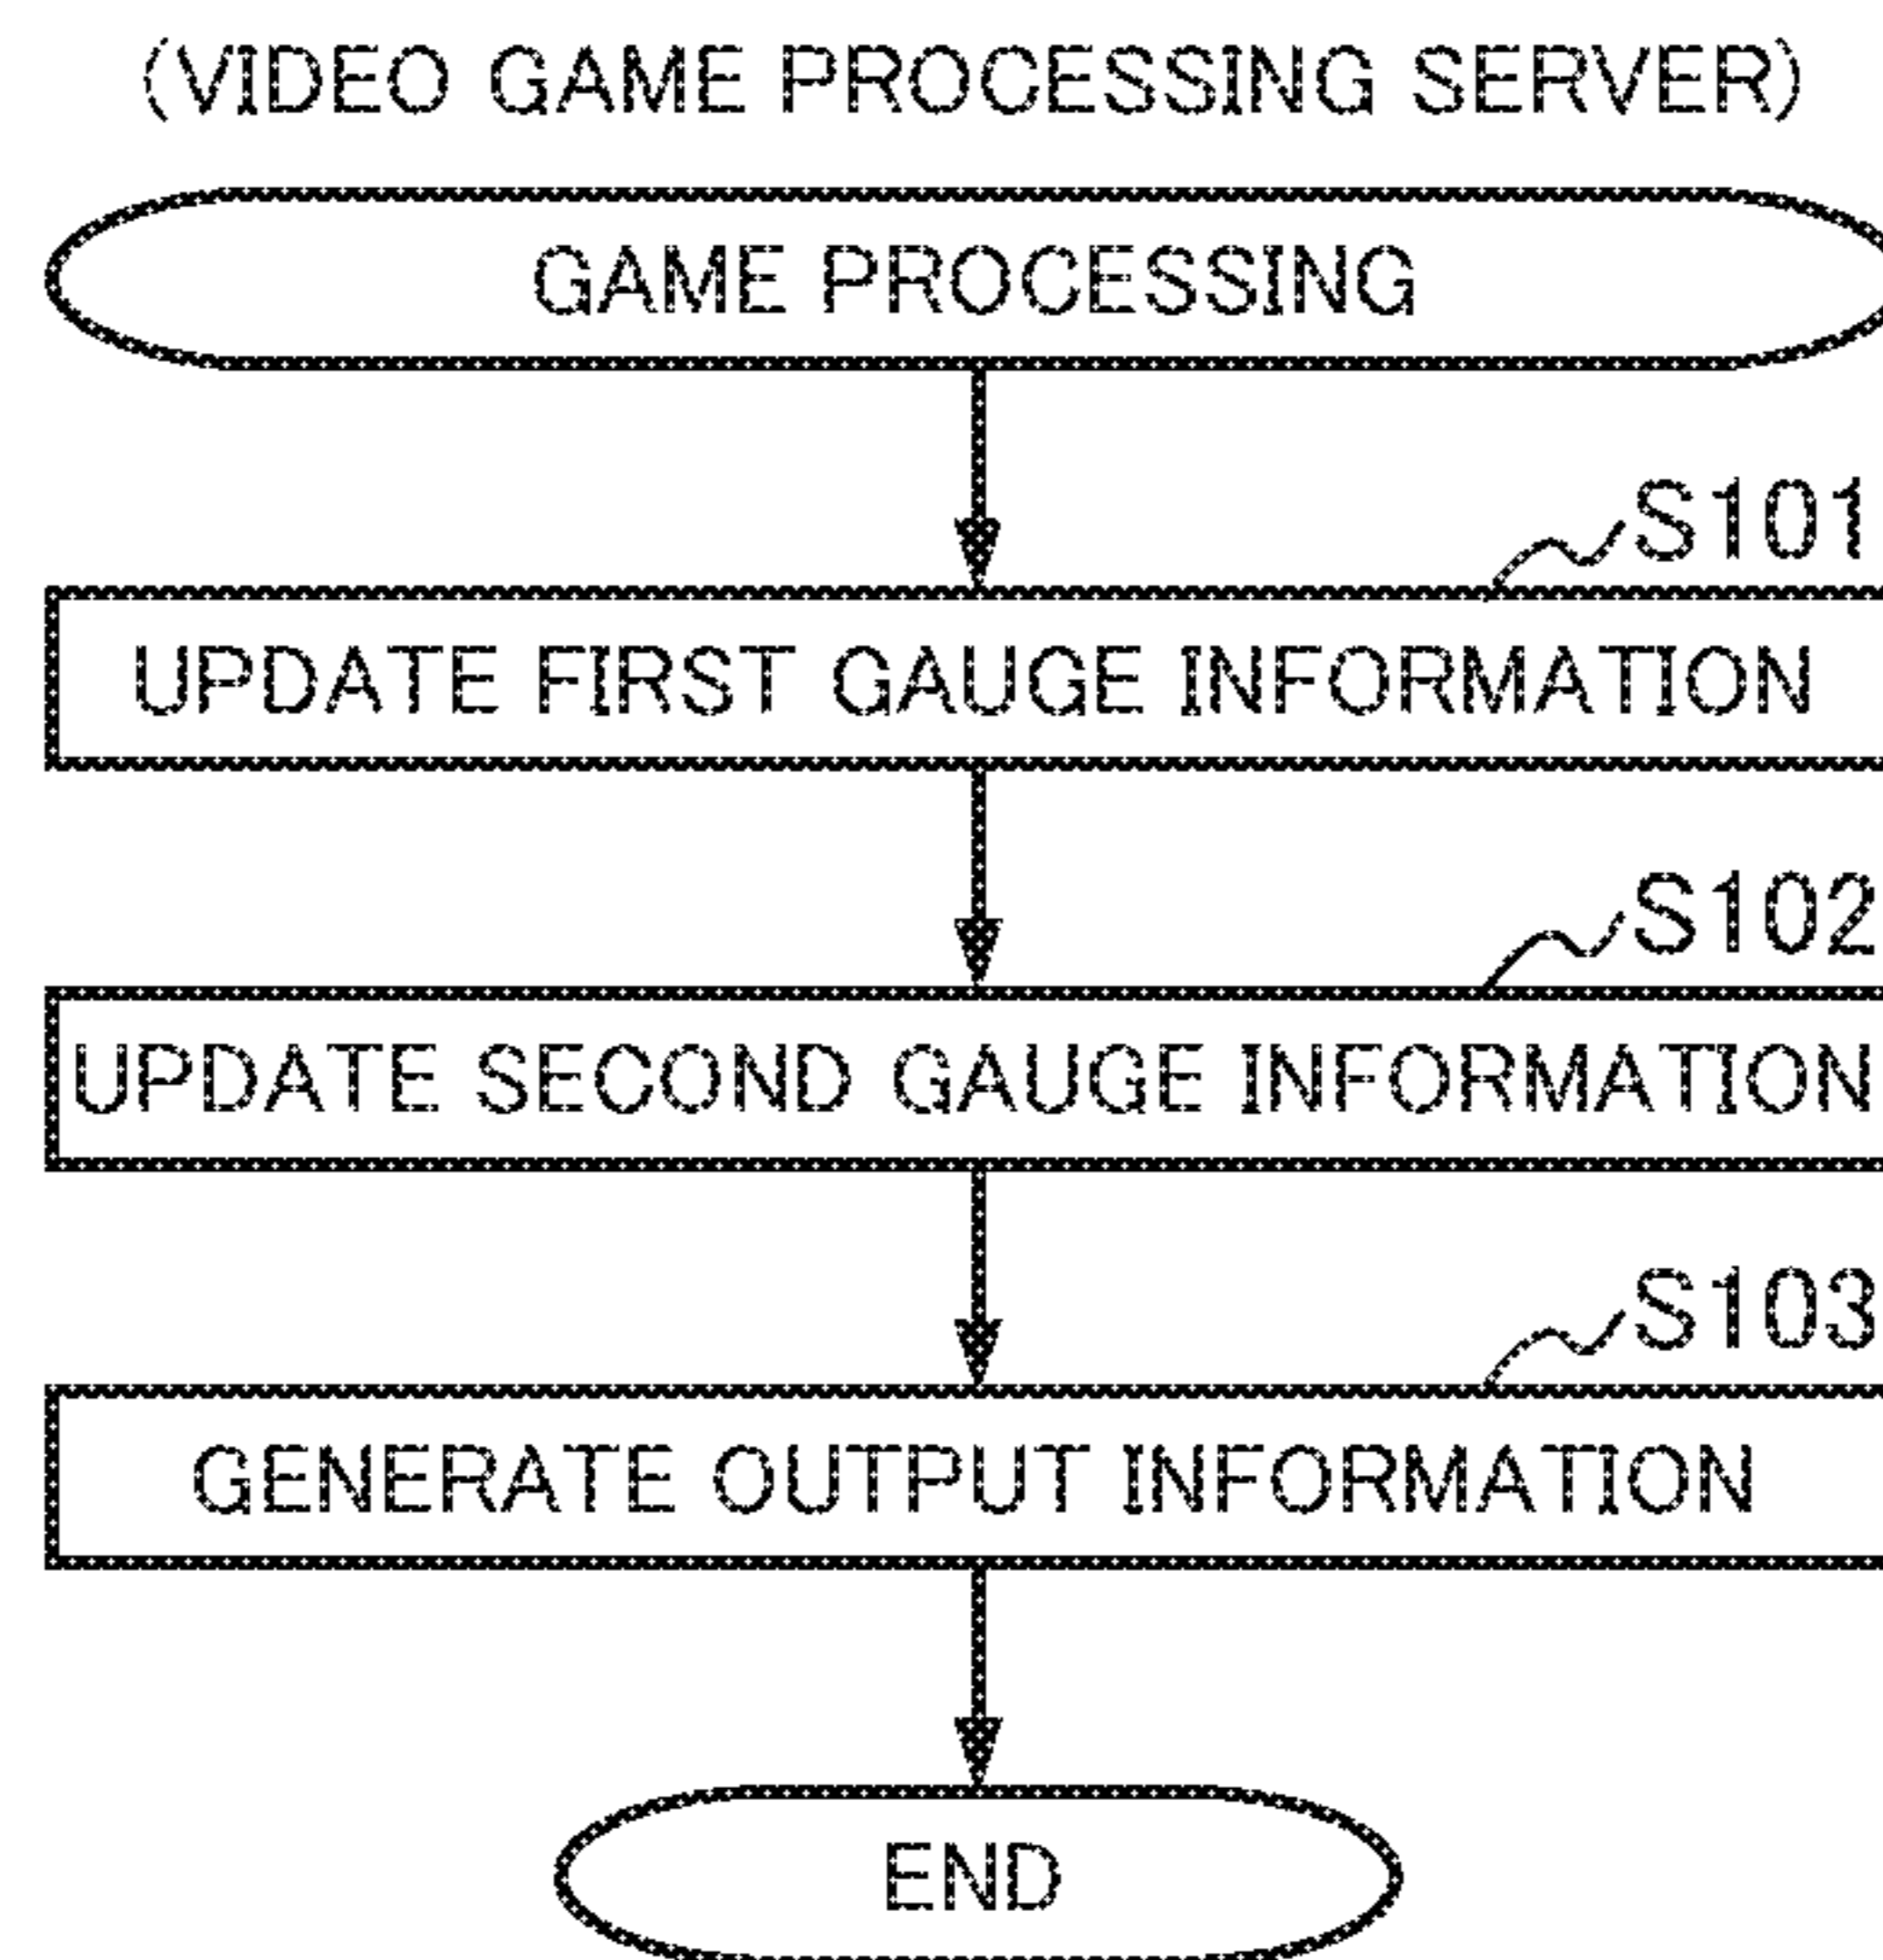 (VIDEO GAME PROCESSING SERVER)
GAME PROCESSING
S101
UPDATE FIRST GAUGE INFORMATION
S102
UPDATE SECOND GAUGE INFORMATION
S103
GENERATE OUTPUT INFORMATION
END